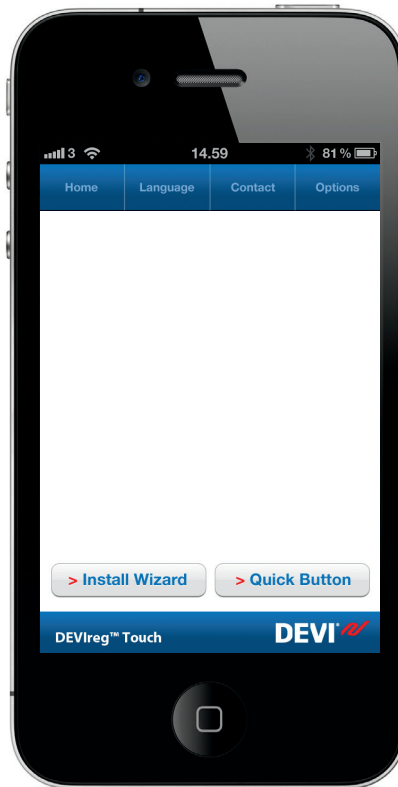 3 14.59 81 %
Home Language Contact Options
> Install Wizard > Quick Button
DEVIreg™ Touch DEVI®